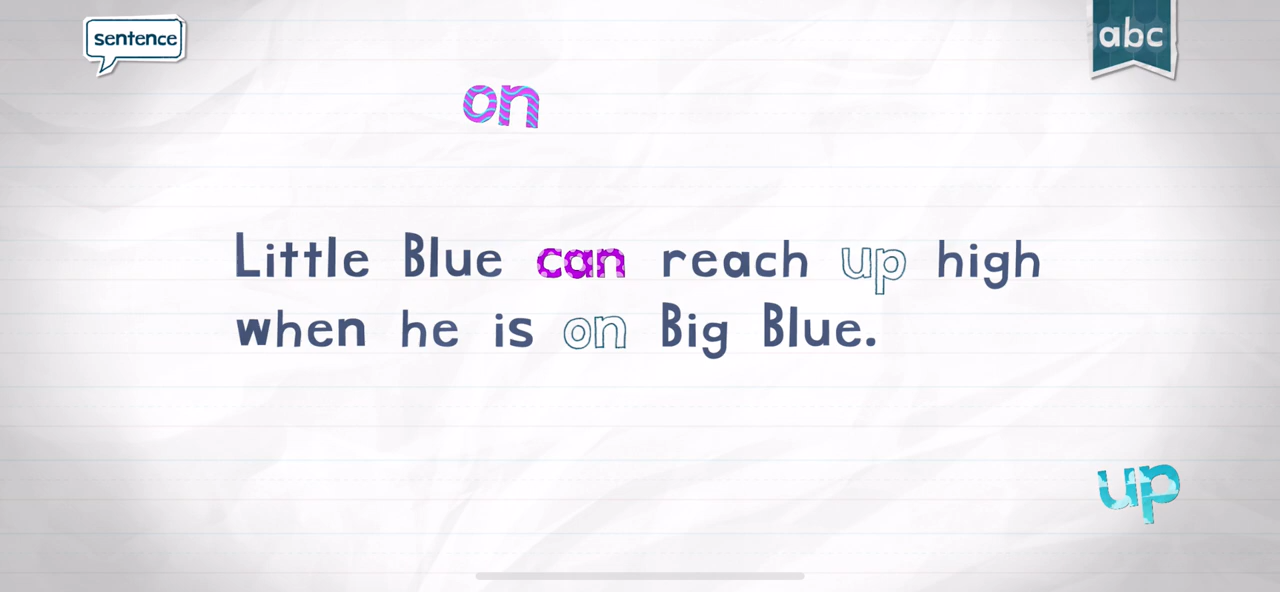 sentence
abc
on
Little Blue can reach up high
when he is on Big Blue.
up